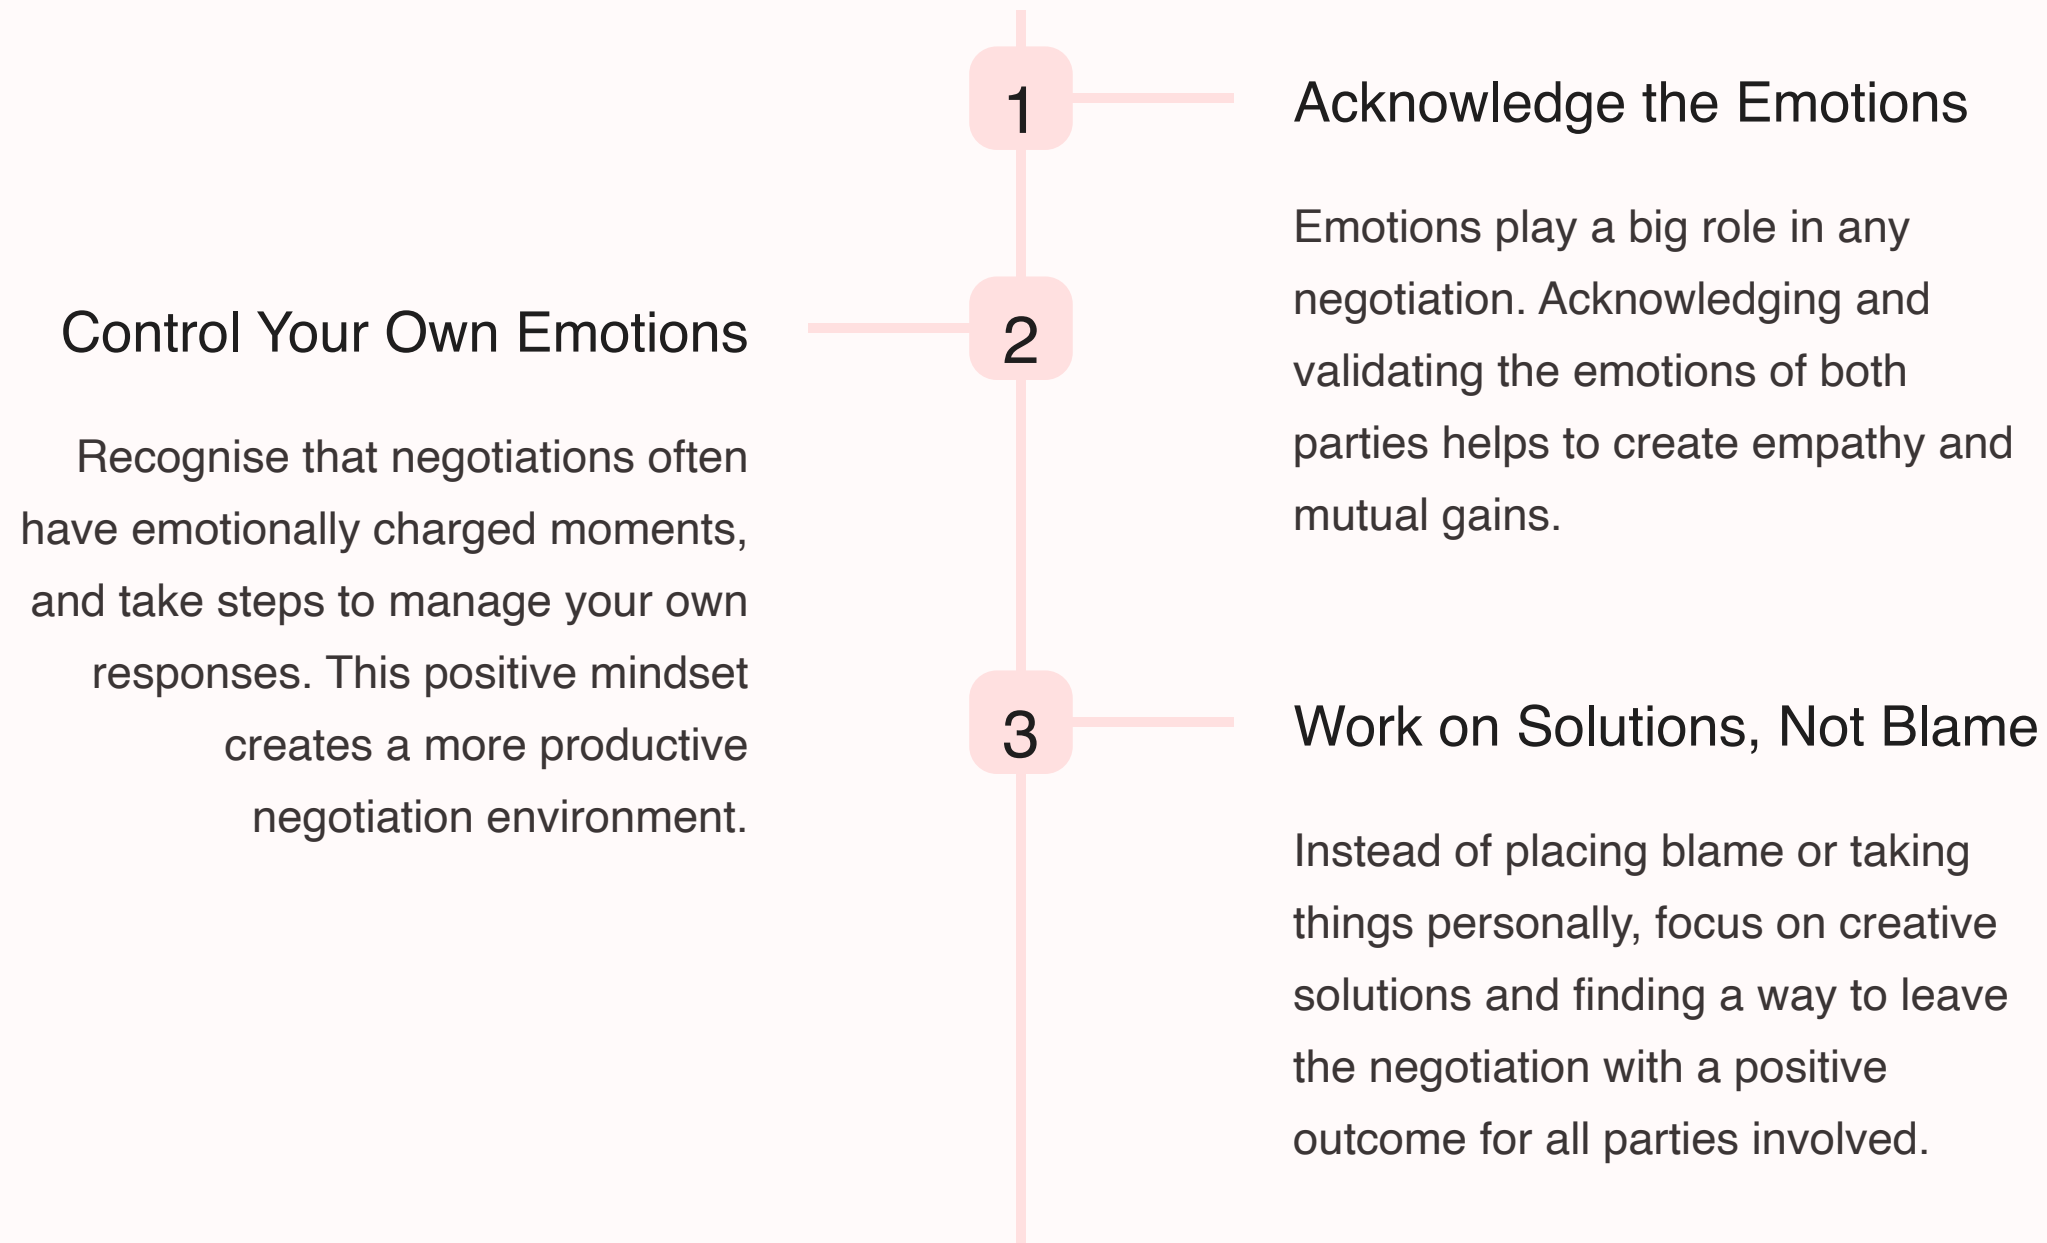 1
Acknowledge the Emotions
Emotions play a big role in any
negotiation. Acknowledging and
validating the emotions of both
parties helps to create empathy and
mutual gains.
2
Control Your Own Emotions
Recognise that negotiations often
have emotionally charged moments,
and take steps to manage your own
responses. This positive mindset
creates a more productive
negotiation environment.
3
Work on Solutions, Not Blame
Instead of placing blame or taking
things personally, focus on creative
solutions and finding a way to leave
the negotiation with a positive
outcome for all parties involved.